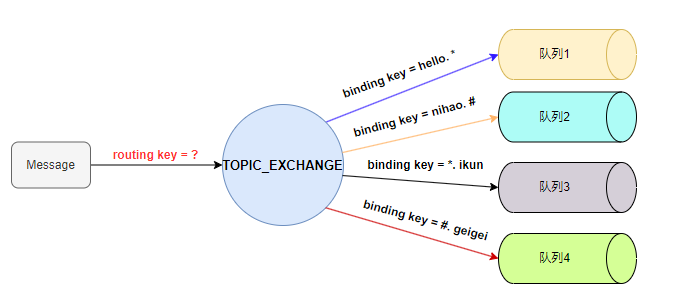 Message
routing key = ?
TOPIC_EXCHANGE
binding key = hello. *
队列1
binding key = nihao. #
队列2
binding key = *. ikun
队列3
binding key = #. geigei
队列4